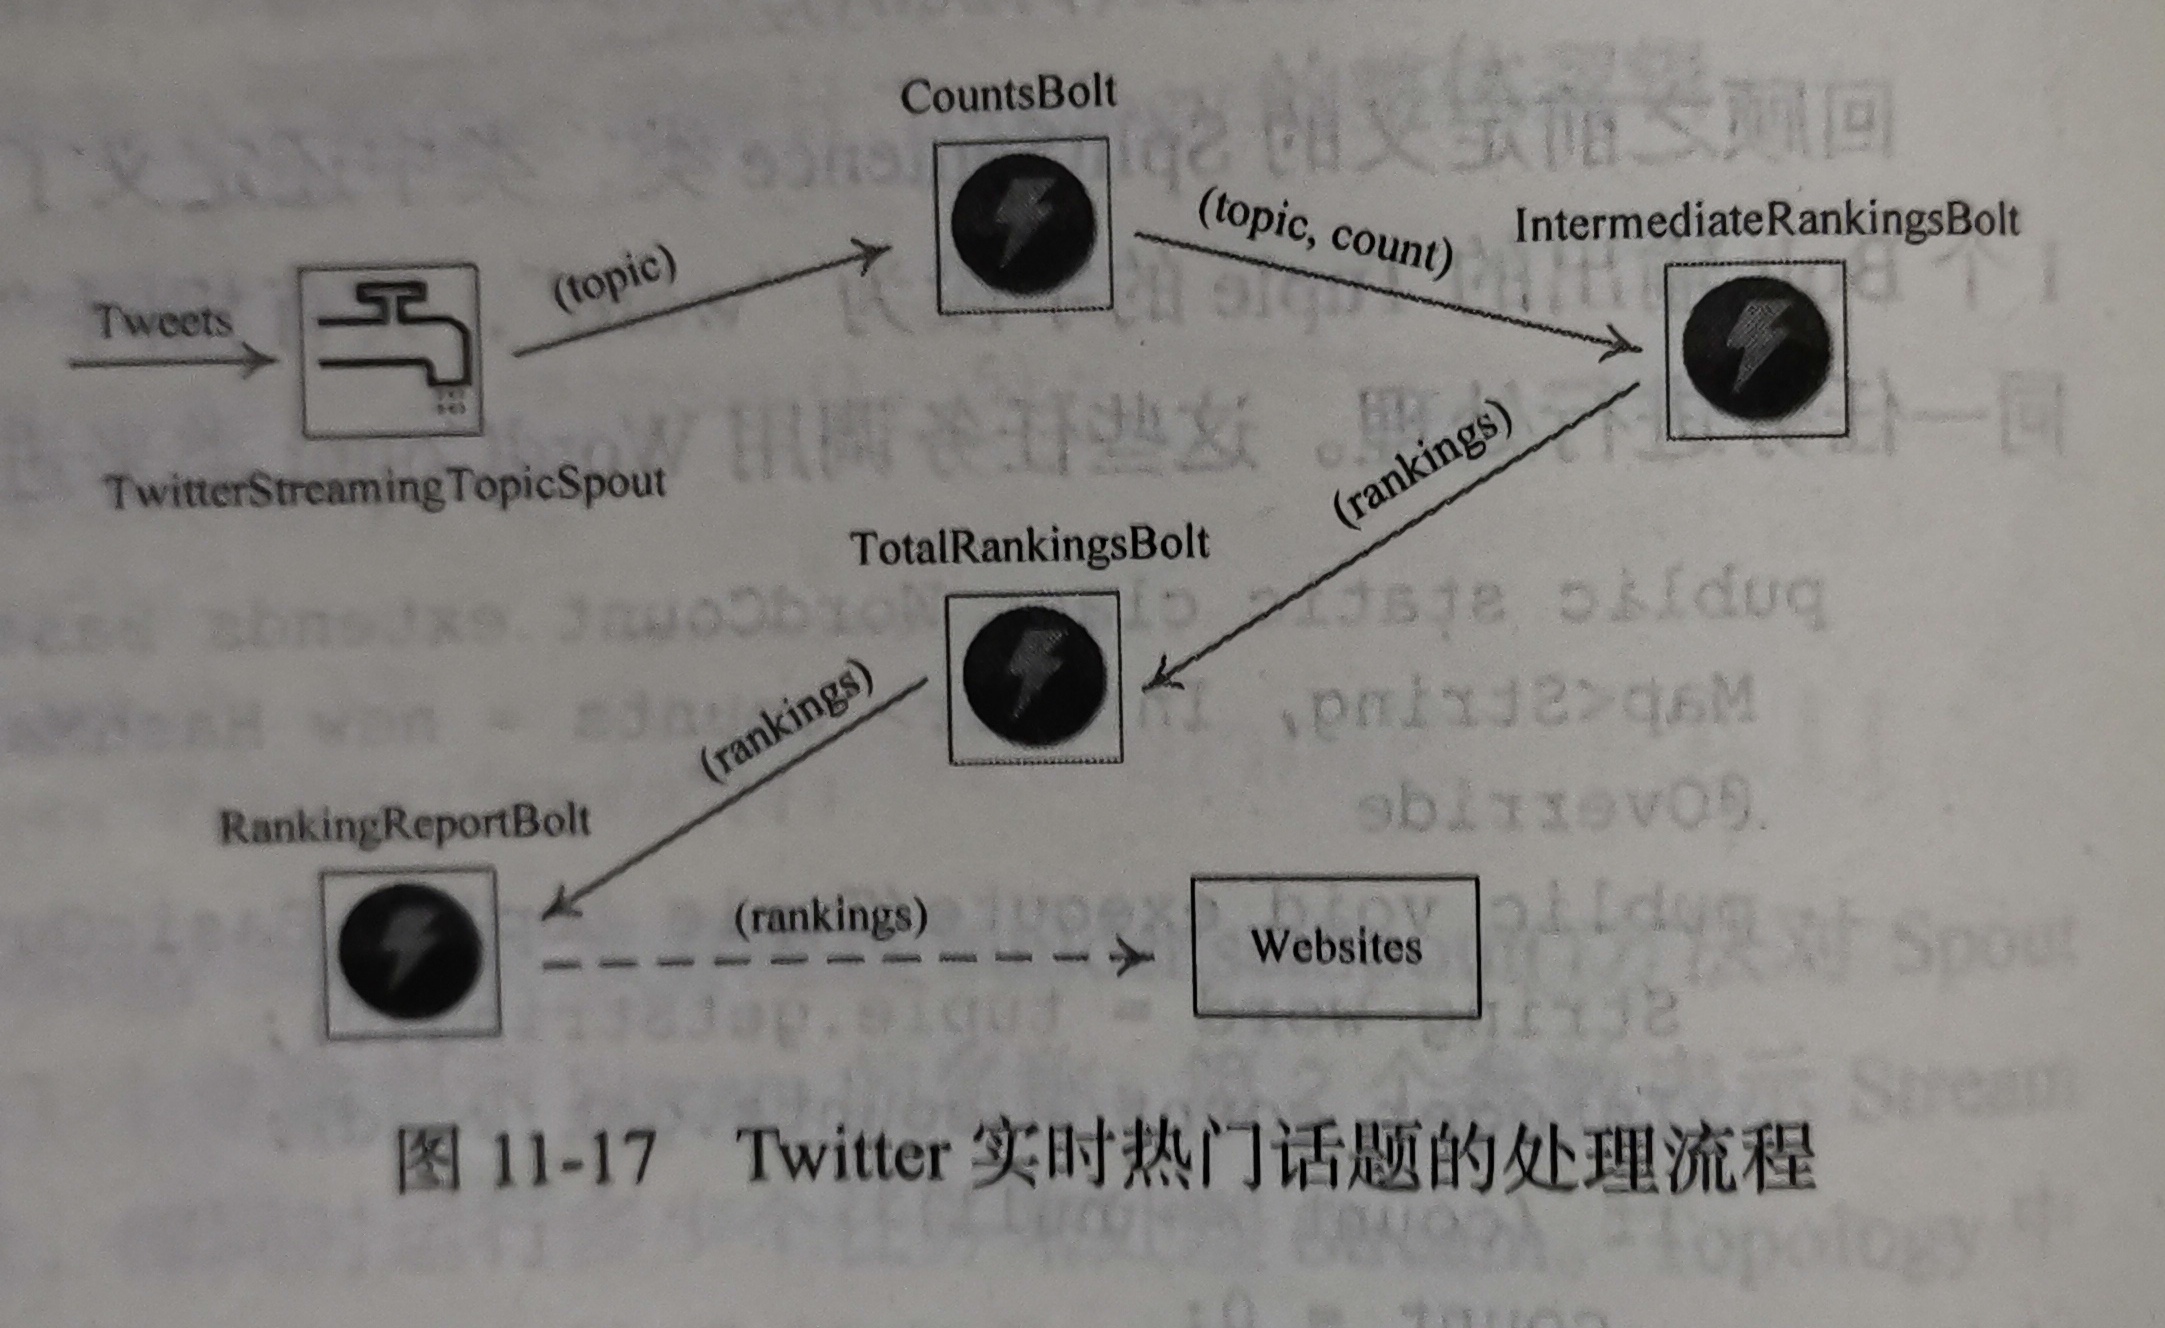 CountsBolt
(topic, count)
IntermediateRankingsBolt
Tweets
(topic)
TwitterStreamingTopicSpout
(rankings)
TotalRankingsBolt
(rankings)
RankingReportBolt
(rankings)
Websites
图 11-17 Twitter 实时热门话题的处理流程